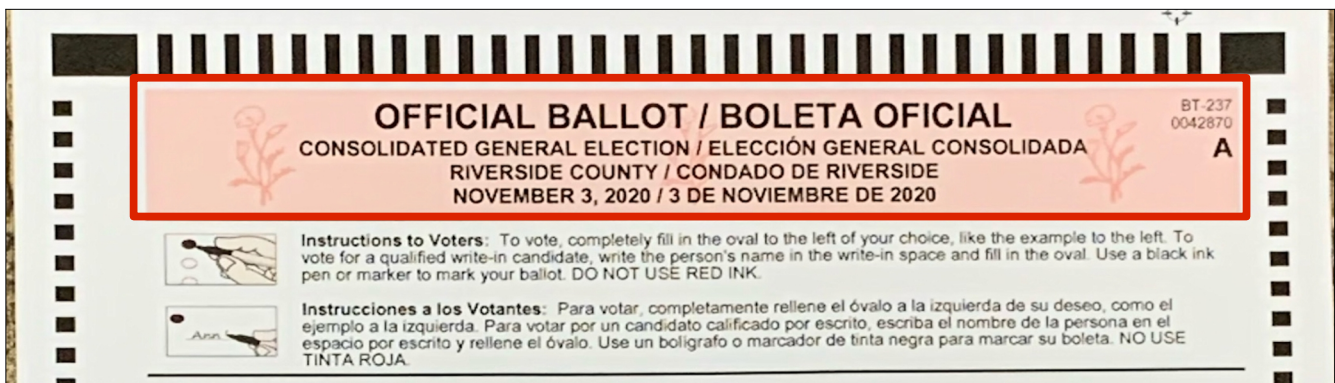 OFFICIAL BALLOT / BOLETA OFICIAL
BT-237
0042870
CONSOLIDATED GENERAL ELECTION / ELECCIÓN GENERAL CONSOLIDADA
A
RIVERSIDE COUNTY / CONDADO DE RIVERSIDE
NOVEMBER 3, 2020 / 3 DE NOVIEMBRE DE 2020
Instructions to Voters: To vote, completely fill in the oval to the left of your choice, like the example to the left. To
vote for a qualified write-in candidate, write the person's name in the write-in space and fill in the oval. Use a black ink
pen or marker to mark your ballot. DO NOT USE RED INK.
Ann
Instrucciones a los Votantes: Para votar, completamente rellene el óvalo a la izquierda de su deseo, como el
ejemplo a la izquierda. Para votar por un candidato calificado por escrito, escriba el nombre de la persona en el
espacio por escrito y rellene el óvalo. Use un bolígrafo o marcador de tinta negra para marcar su boleta. NO USE
TINTA ROJA.